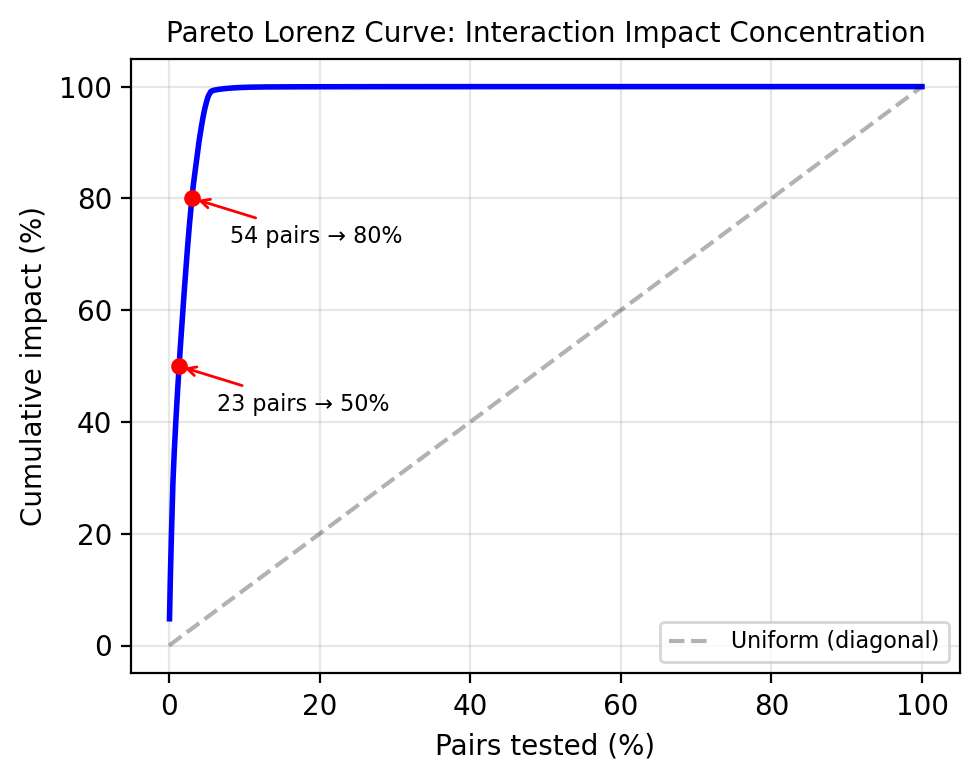 Pareto Lorenz Curve: Interaction Impact Concentration
Cumulative impact (%)
100
80
60
40
20
0
54 pairs → 80%
23 pairs → 50%
Uniform (diagonal)
0 20 40 60 80 100
Pairs tested (%)